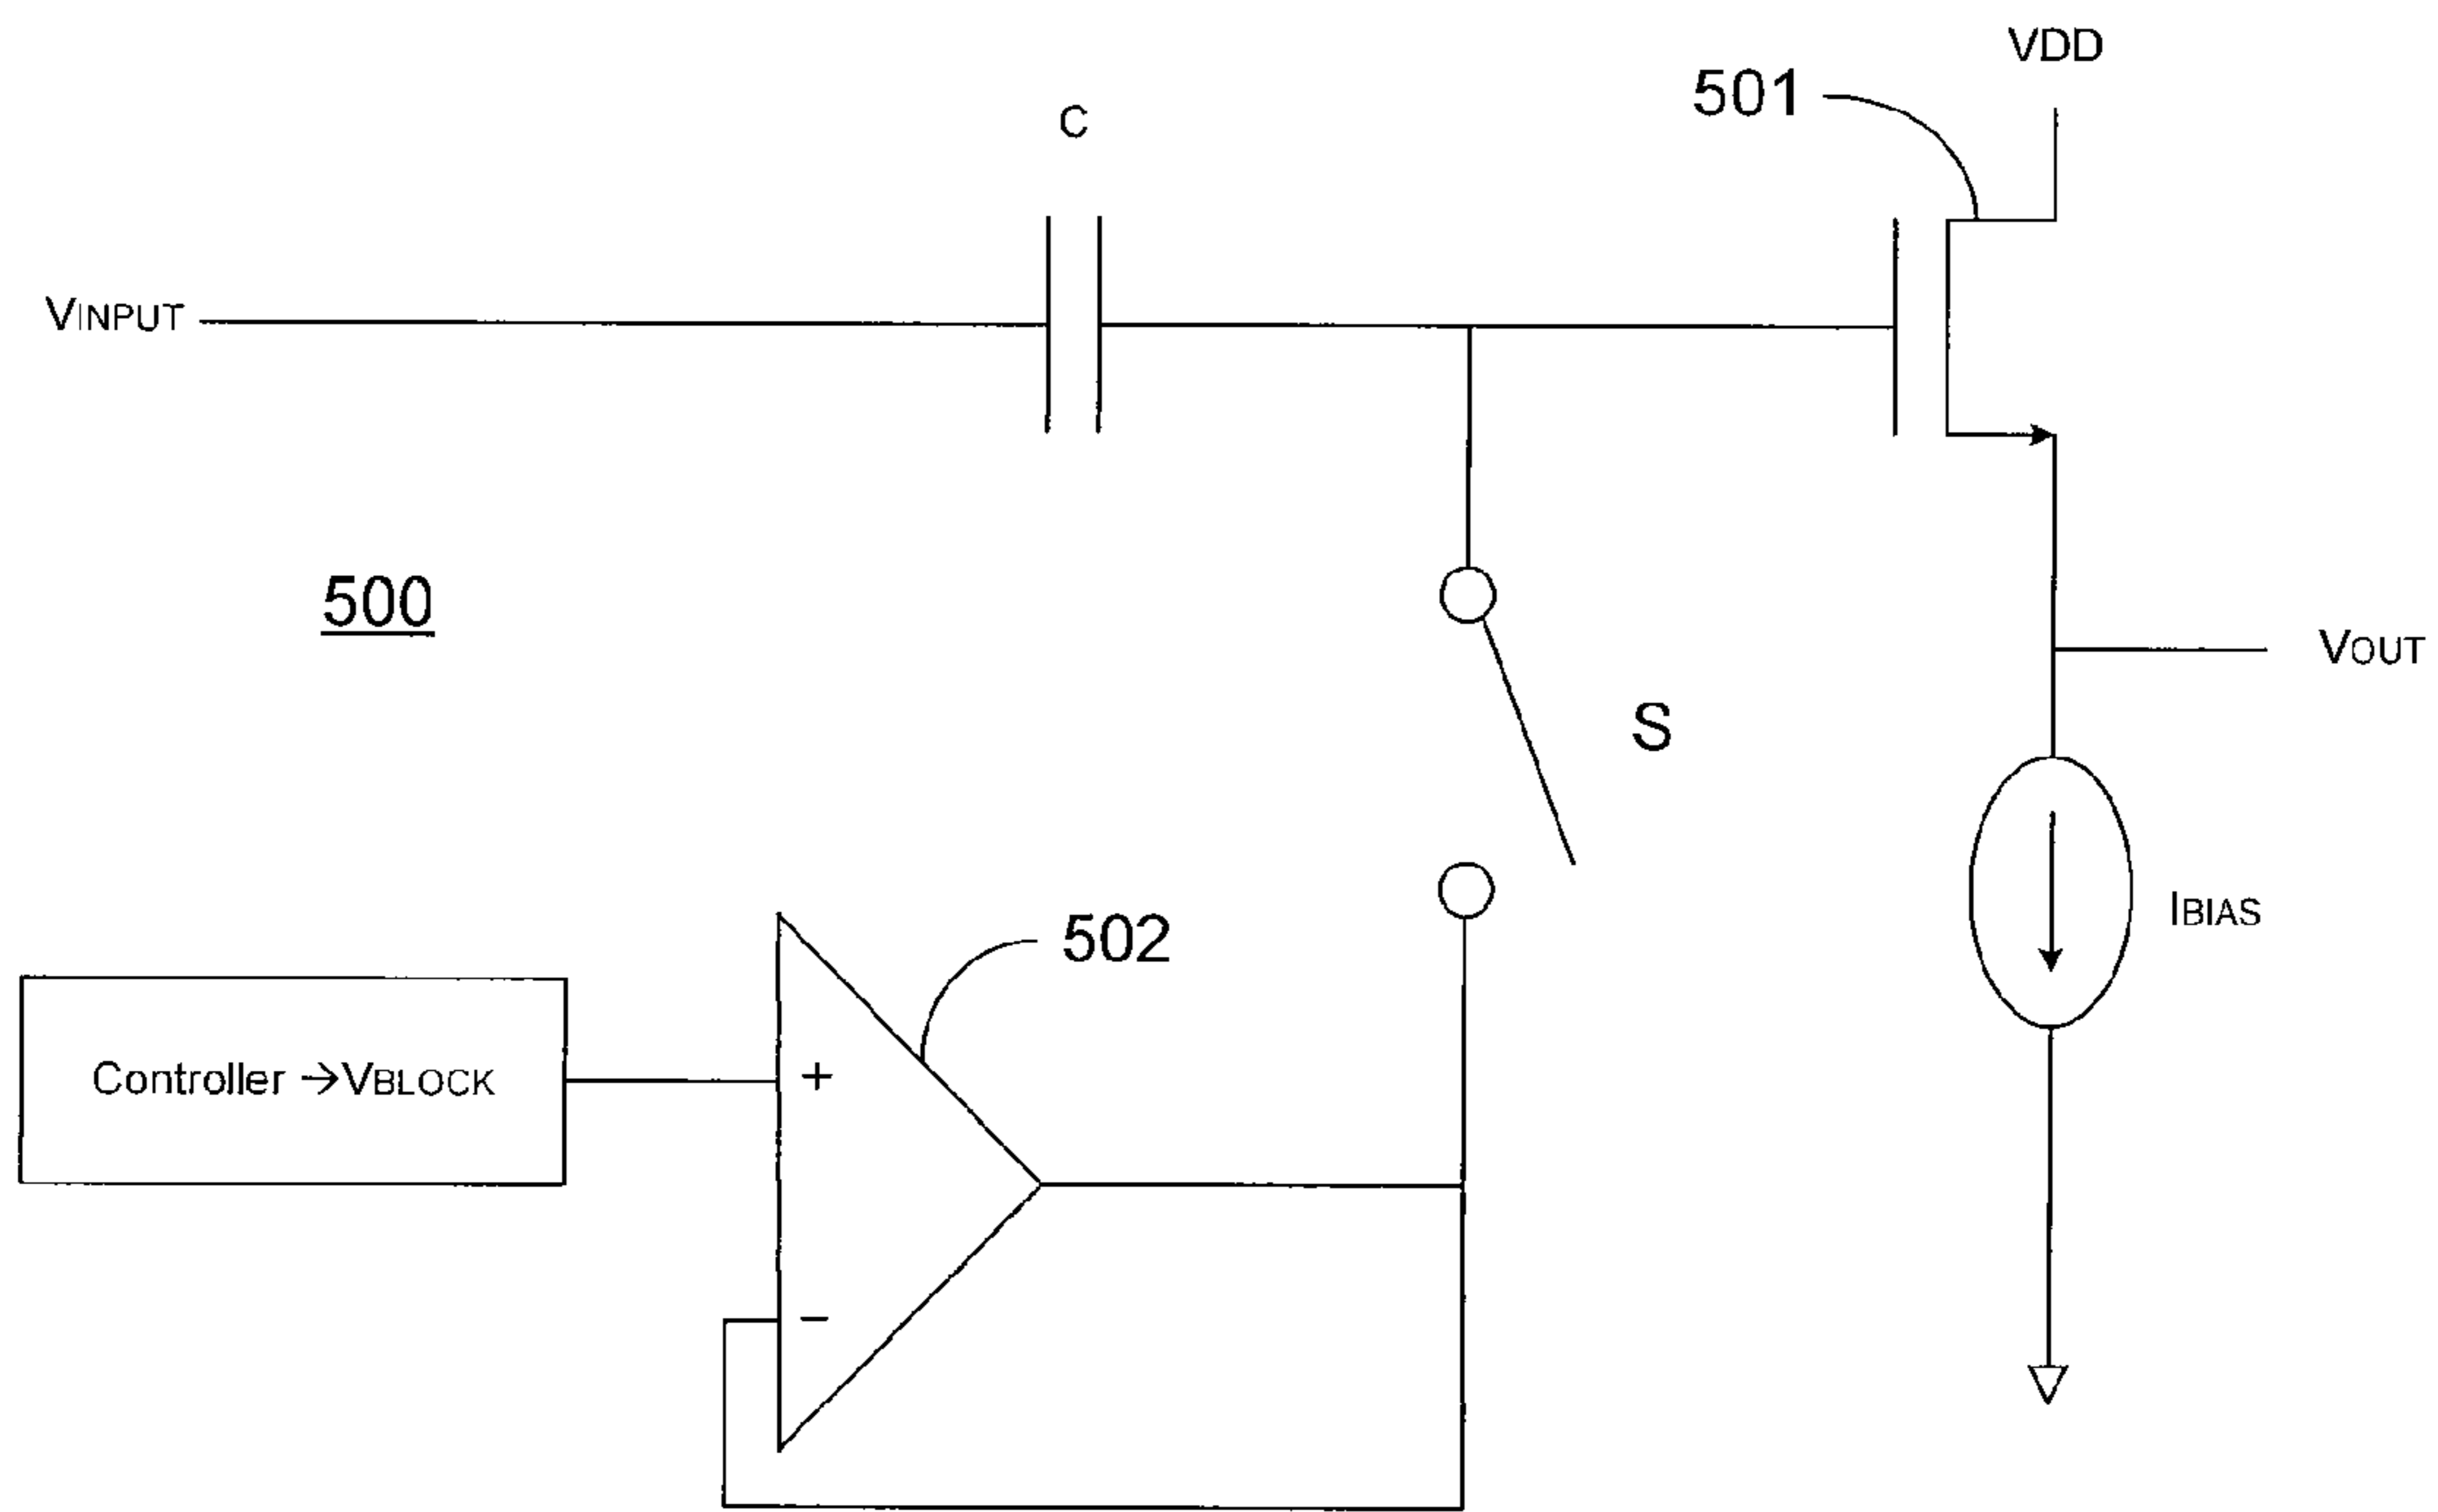 VDD
501
C
VINPUT
500
VOUT
S
502
IBIAS
Controller →VBLOCK
+
−